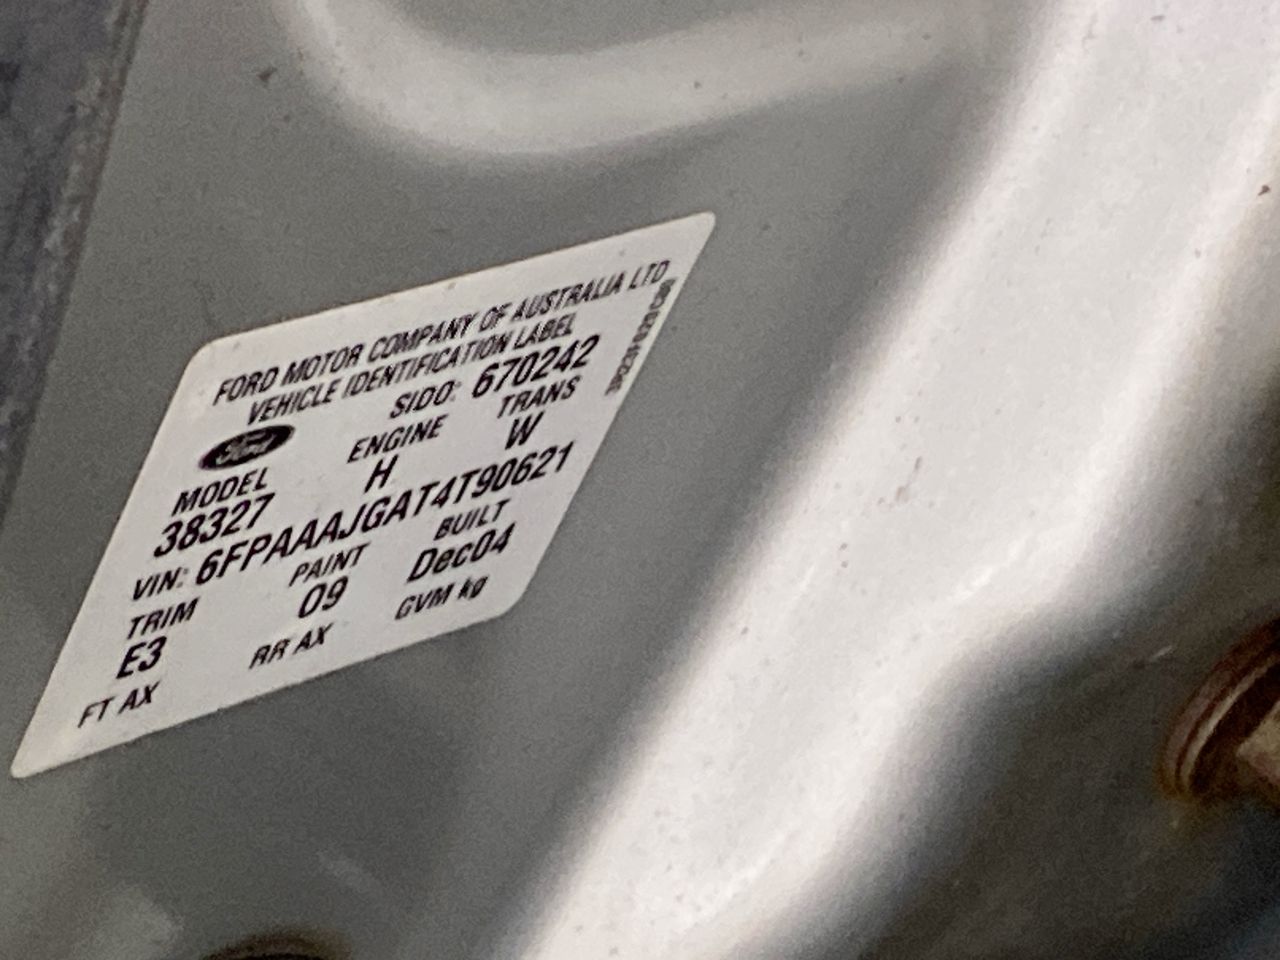 FORD MOTOR COMPANY OF AUSTRALIA LTD
VEHICLE IDENTIFICATION LABEL
Ford SIDO: 670242
MODEL ENGINE TRANS
38327 H W
VIN: 6FPAAAJGAT4T90621
TRIM PAINT BUILT
E3 09 Dec04
FT AX RR AX GVM kg